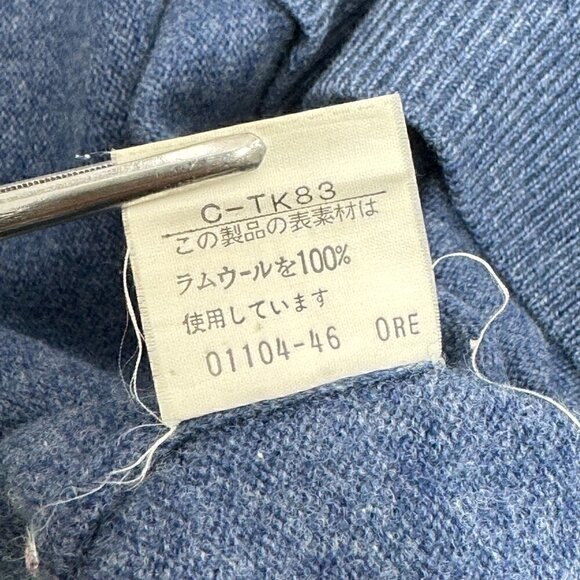 C-TK83
この製品の表素材は
ラムウールを100%
使用しています
01104-46 ORE